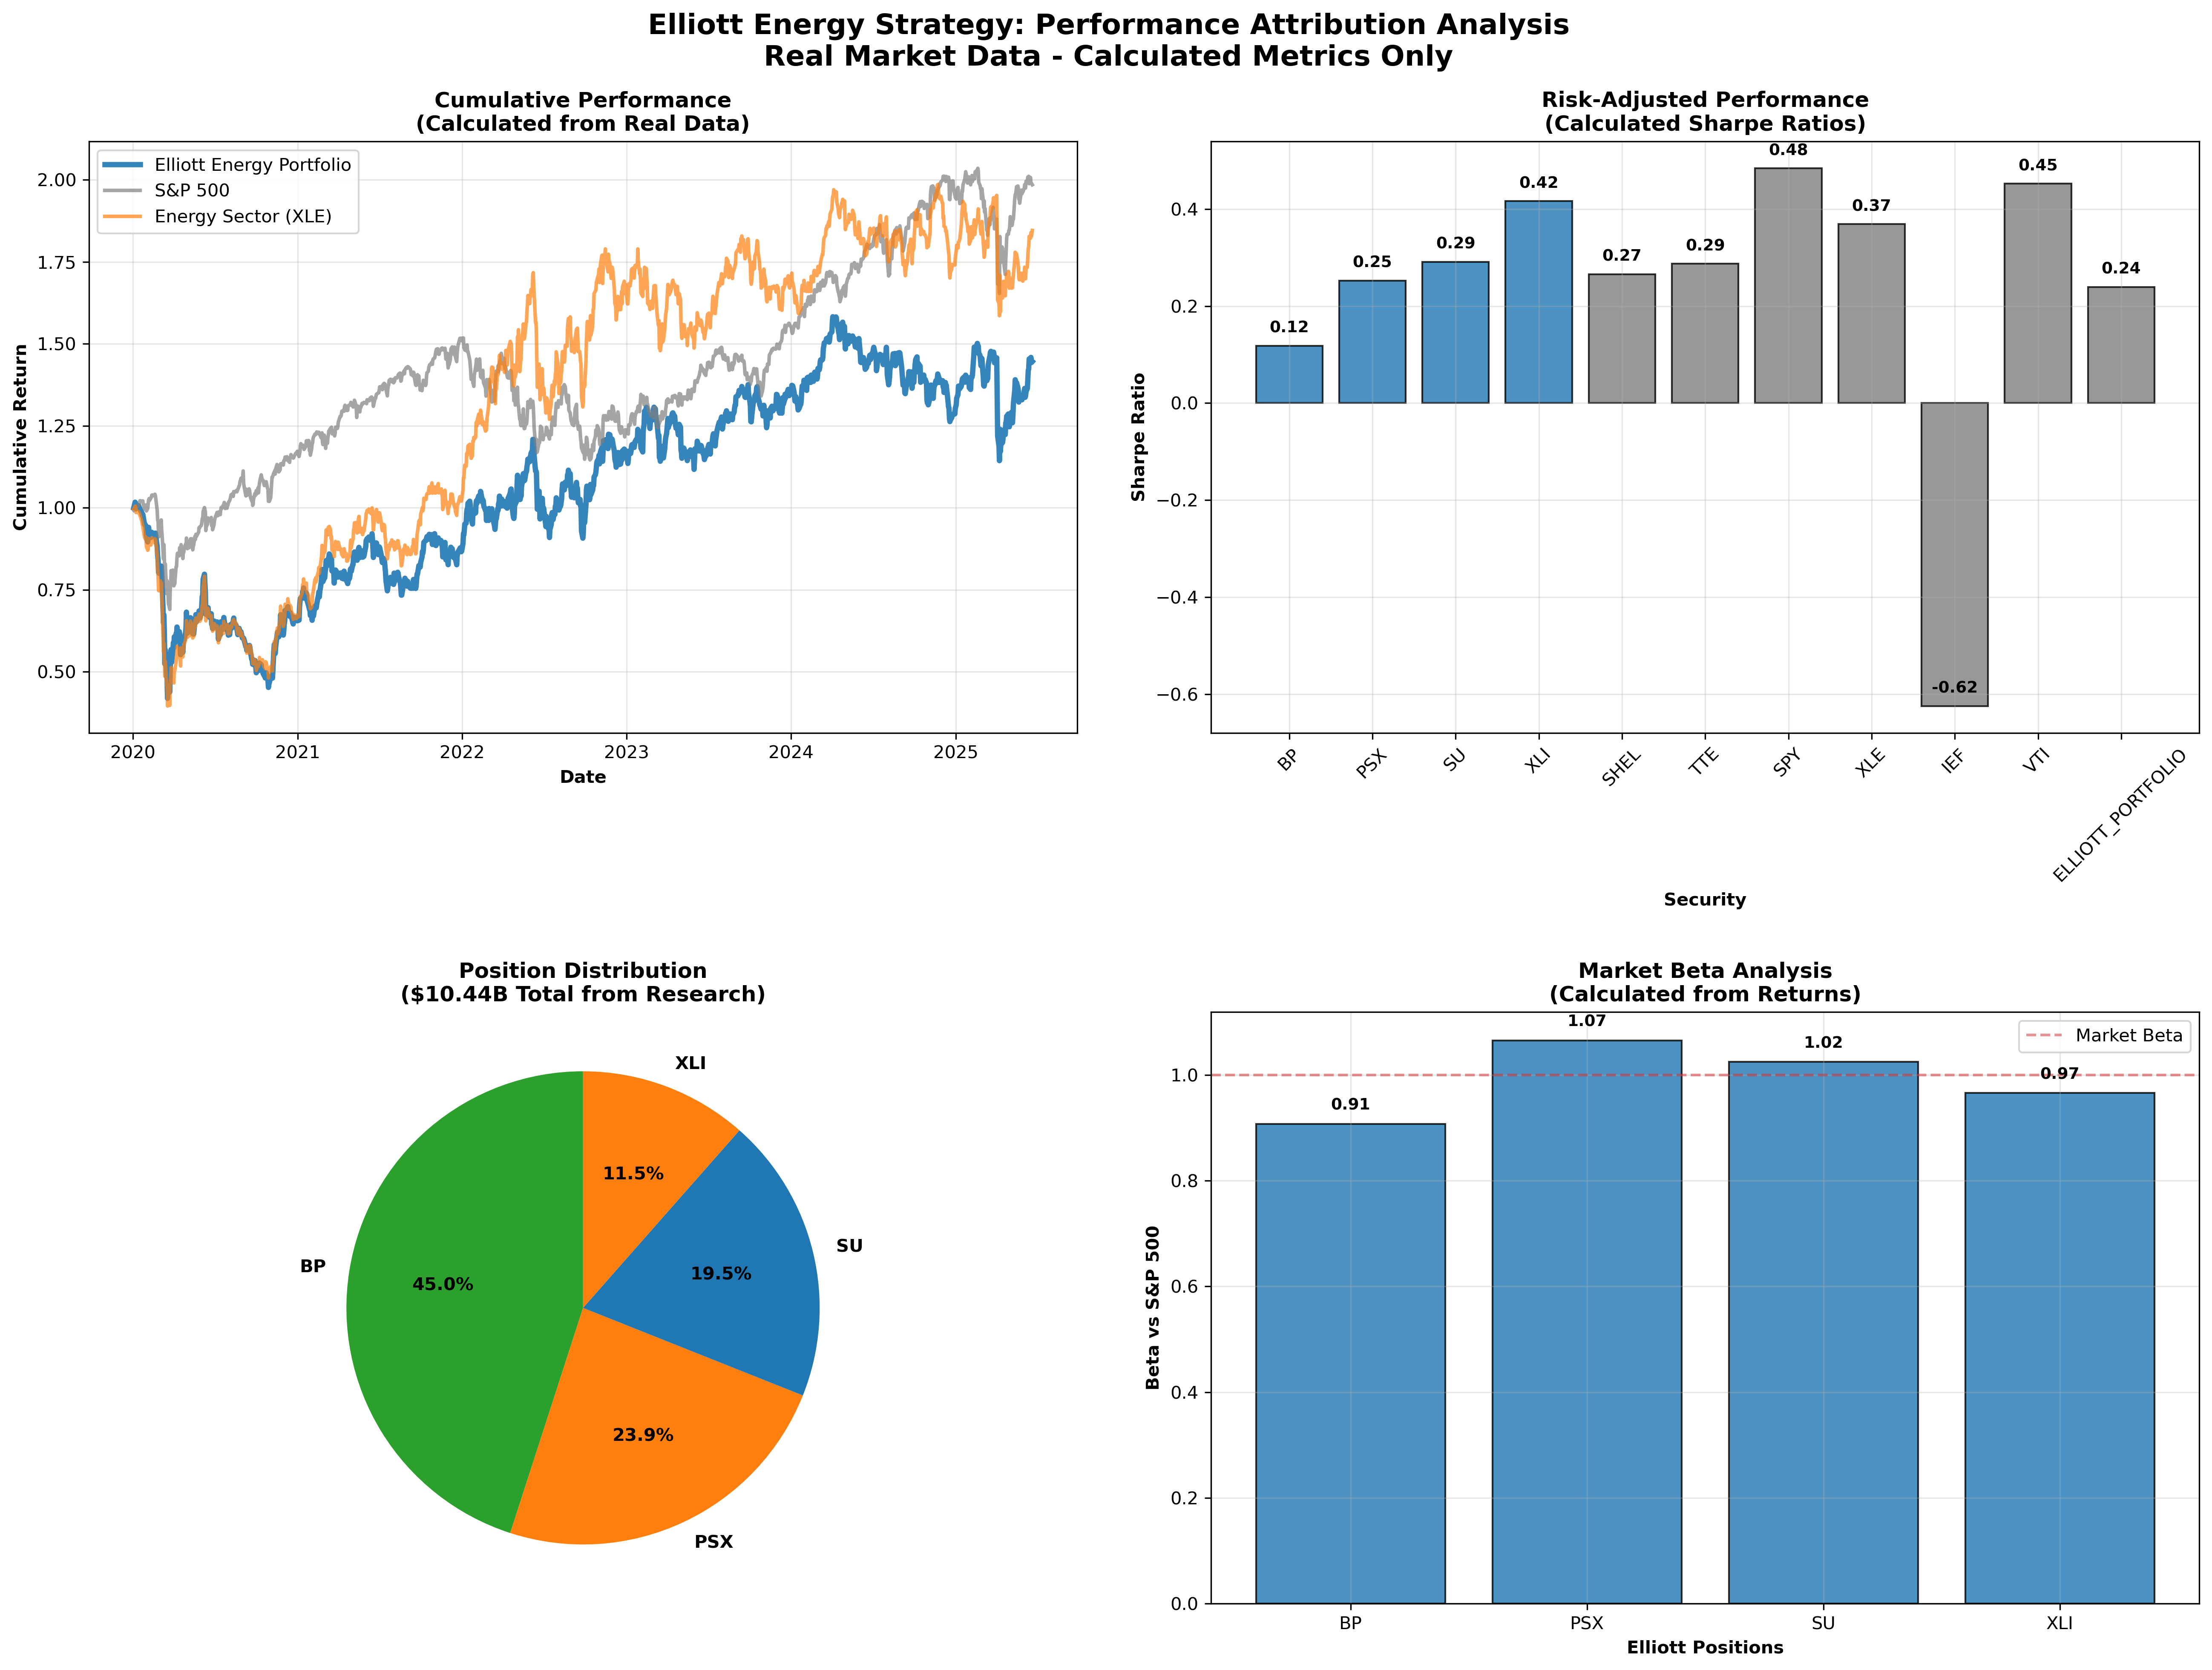 Elliott Energy Strategy: Performance Attribution Analysis
Real Market Data - Calculated Metrics Only
Cumulative Performance
(Calculated from Real Data)
Elliott Energy Portfolio
S&P 500
Energy Sector (XLE)
Cumulative Return
2.00
1.75
1.50
1.25
1.00
0.75
0.50
2020
2021
2022
2023
2024
2025
Date
Risk-Adjusted Performance
(Calculated Sharpe Ratios)
Sharpe Ratio
0.4
0.2
0.0
−0.2
−0.4
−0.6
0.12
0.25
0.29
0.42
0.27
0.29
0.48
0.37
-0.62
0.45
0.24
BP
PSX
SU
XLI
SHEL
TTE
SPY
XLE
IEF
VTI
ELLIOTT_PORTFOLIO
Security
Position Distribution
($10.44B Total from Research)
XLI
11.5%
SU
19.5%
BP
45.0%
23.9%
PSX
Market Beta Analysis
(Calculated from Returns)
Market Beta
Beta vs S&P 500
1.0
0.8
0.6
0.4
0.2
0.0
0.91
1.07
1.02
0.97
BP
PSX
SU
XLI
Elliott Positions